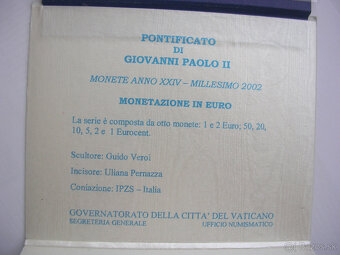 PONTIFICATO
DI
GIOVANNI PAOLO II
MONETE ANNO XXIV – MILLESIMO 2002
MONETAZIONE IN EURO
La serie è composta da otto monete: 1 e 2 Euro; 50, 20,
10, 5, 2 e 1 Eurocent.
Scultore: Guido Veroi
Incisore: Uliana Pernazza
Coniazione: IPZS – Italia
GOVERNATORATO DELLA CITTA' DEL VATICANO
SEGRETERIA GENERALE UFFICIO NUMISMATICO